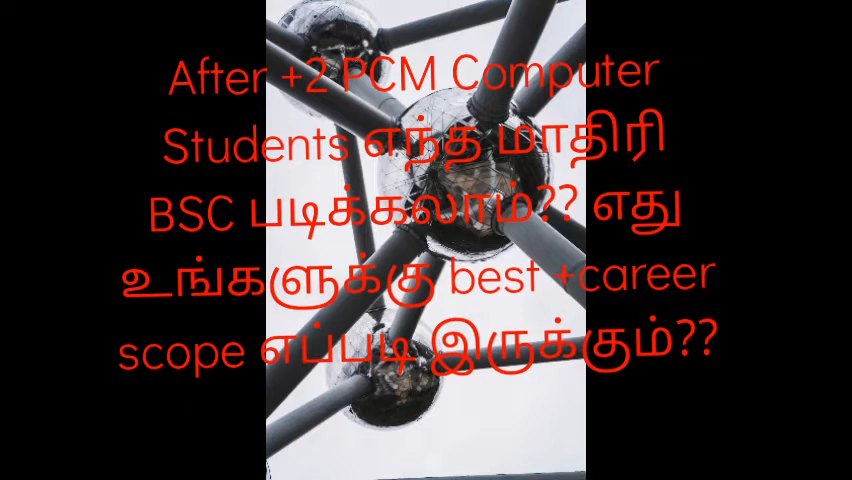 After +2 PCM Computer
Students எந்த மாதிரி
BSC படிக்கலாம்?? எது
உங்களுக்கு best +career
scope எப்படி இருக்கும்??